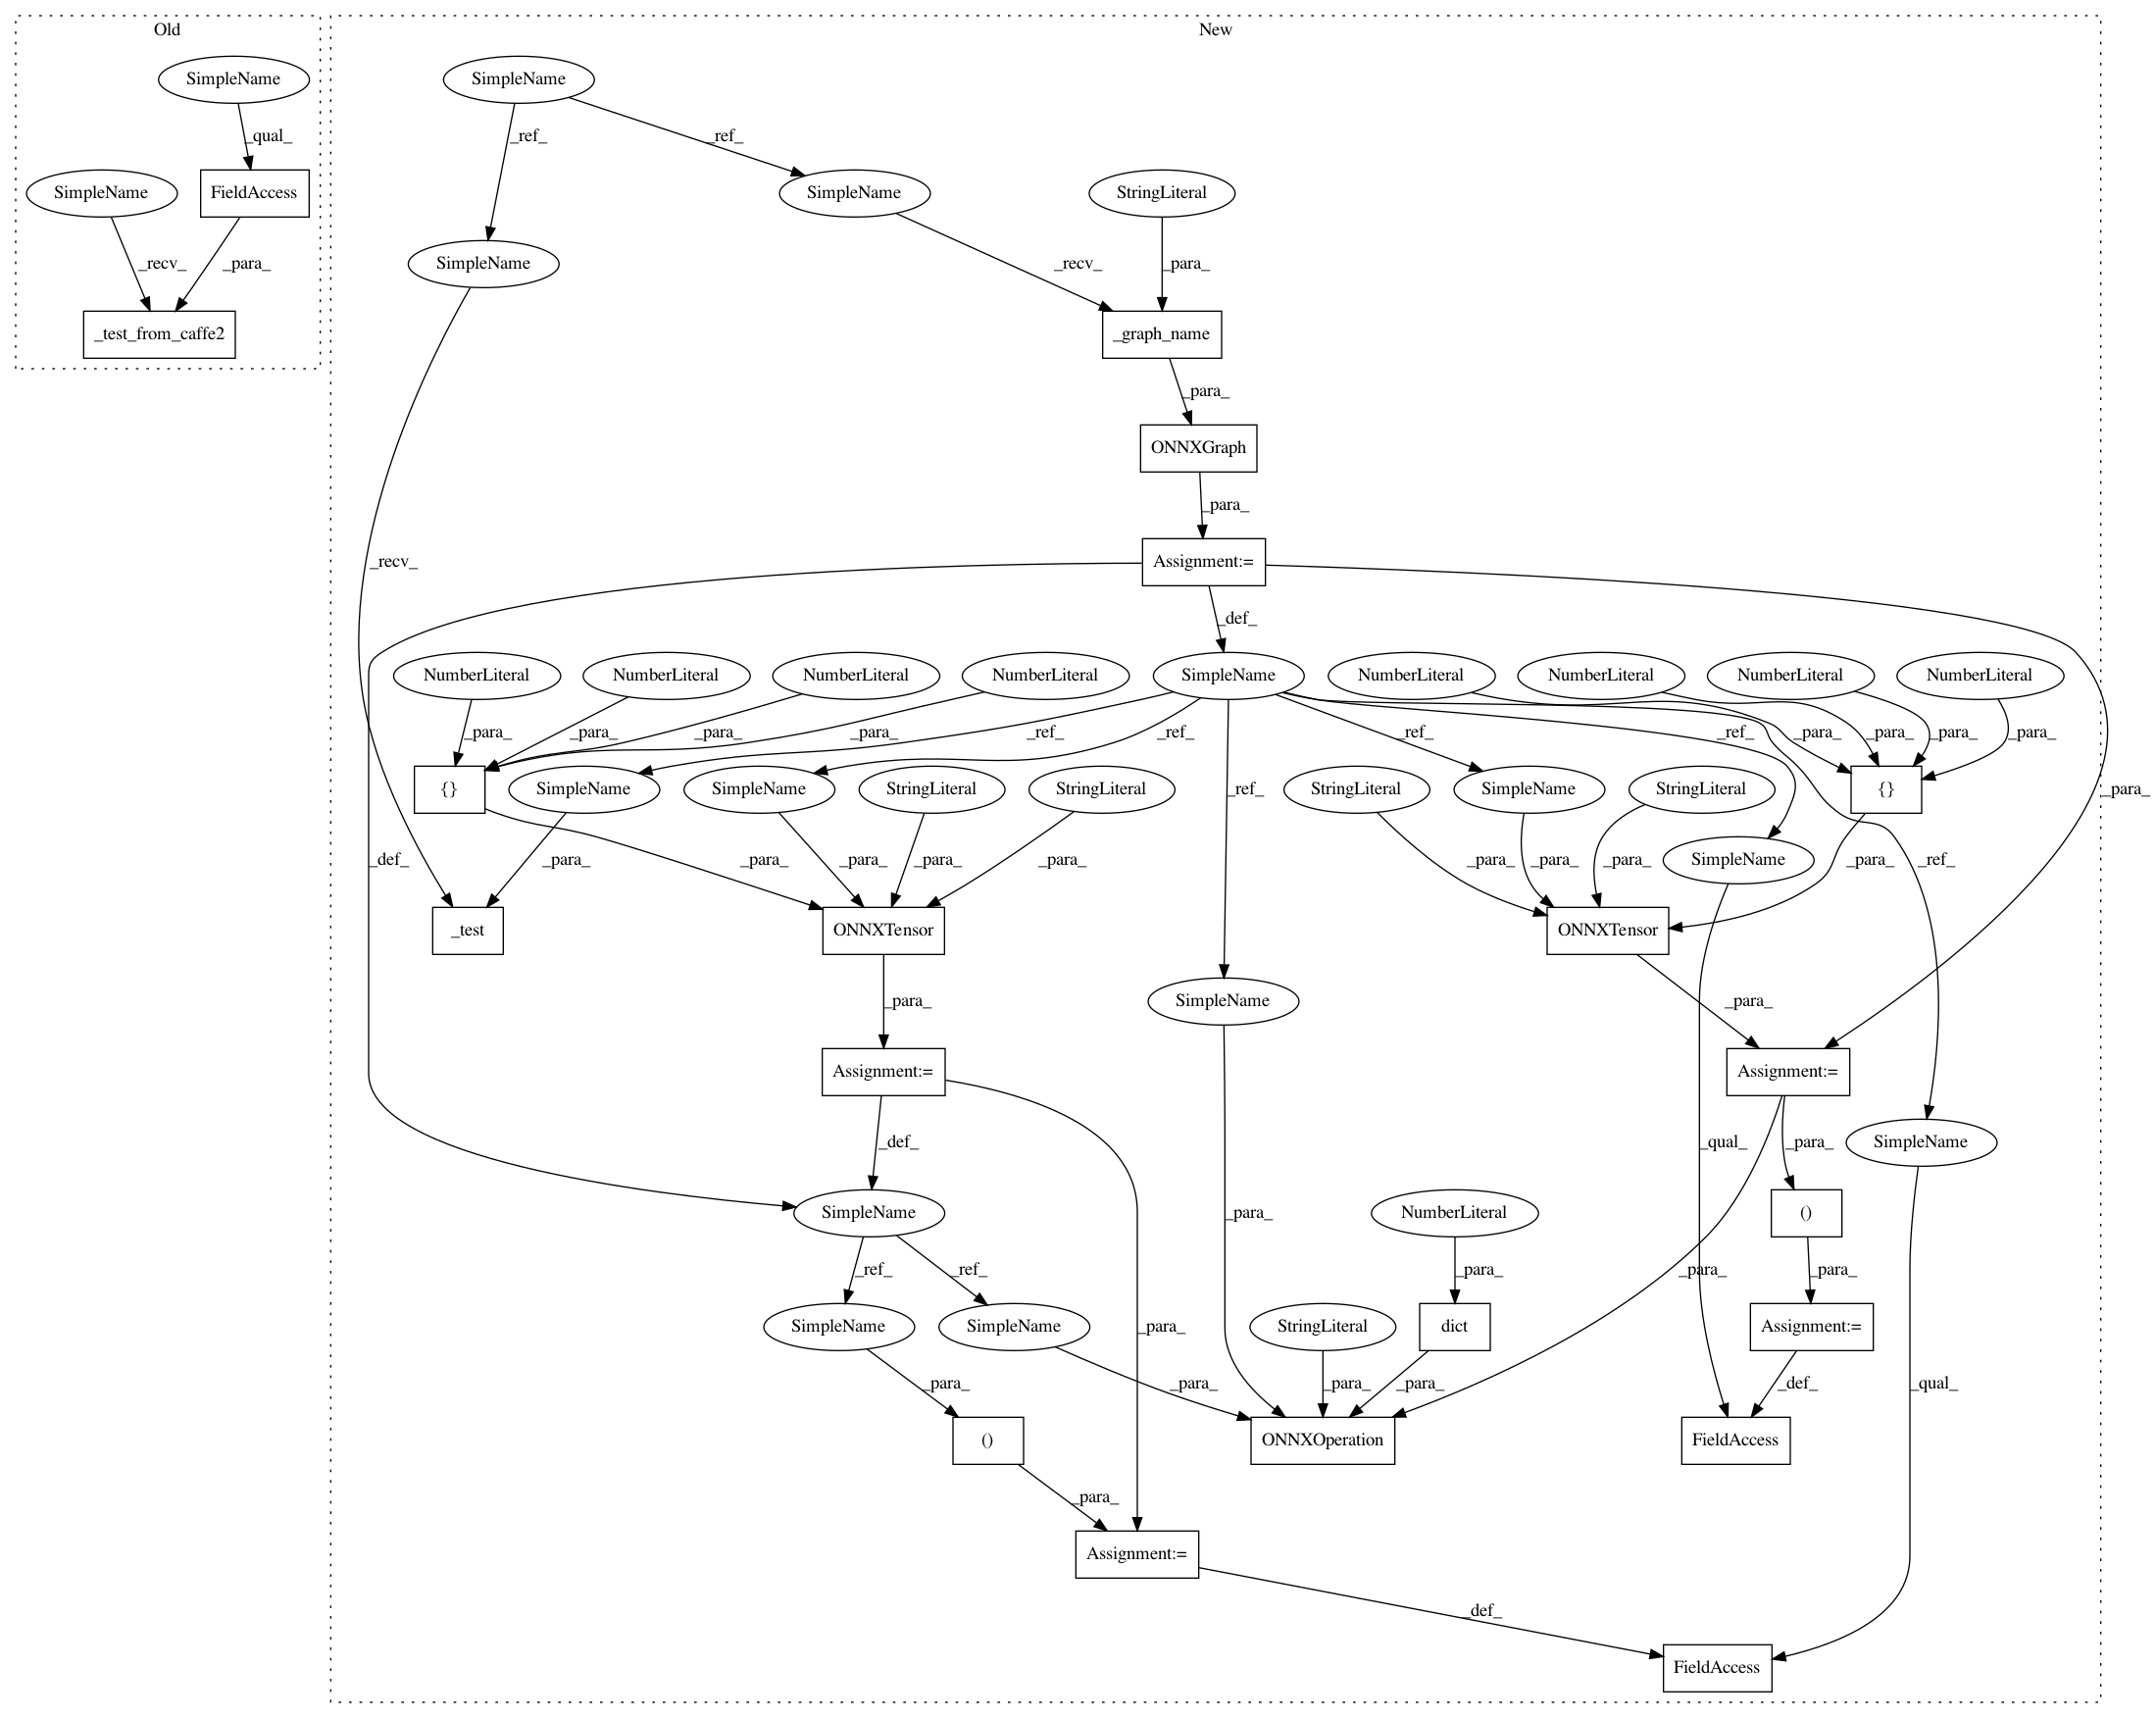 Old
New
SimpleName
SimpleName
_qual_
_ref_
_ref_
SimpleName
FieldAccess
SimpleName
StringLiteral
_recv_
_para_
SimpleName
_recv_
_para_
_test_from_caffe2
_graph_name
_para_
ONNXGraph
_para_
_recv_
Assignment:=
_def_
NumberLiteral
NumberLiteral
NumberLiteral
NumberLiteral
SimpleName
NumberLiteral
NumberLiteral
NumberLiteral
NumberLiteral
_para_
_para_
_para_
_para_
_ref_
_ref_
_ref_
_ref_
_para_
_para_
_para_
_para_
{}
SimpleName
SimpleName
StringLiteral
StringLiteral
_ref_
StringLiteral
SimpleName
StringLiteral
{}
_para_
_def_
_para_
_para_
_para_
_para_
_para_
_para_
_para_
_para_
SimpleName
_para_
_ref_
_test
ONNXTensor
ONNXTensor
_para_
SimpleName
_para_
Assignment:=
Assignment:=
_def_
_qual_
_para_
SimpleName
SimpleName
_para_
NumberLiteral
()
_ref_
_ref_
_para_
_para_
_para_
SimpleName
SimpleName
_para_
StringLiteral
dict
Assignment:=
_para_
_para_
_para_
_para_
_def_
_qual_
()
ONNXOperation
FieldAccess
_para_
Assignment:=
_def_
FieldAccess